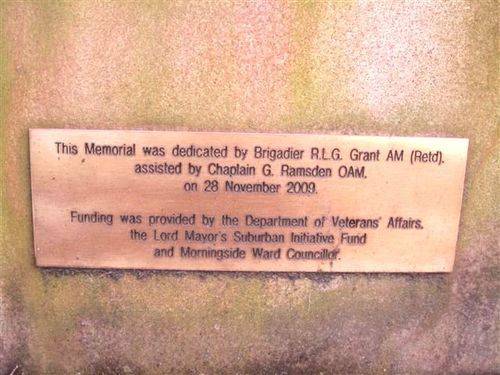 This Memorial was dedicated by Brigadier R.L.G. Grant AM (Retd).
assisted by Chaplain G. Ramsden OAM,
on 28 November 2009.
Funding was provided by the Department of Veterans' Affairs,
the Lord Mayor's Suburban Initiative Fund
and Morningside Ward Councillor.